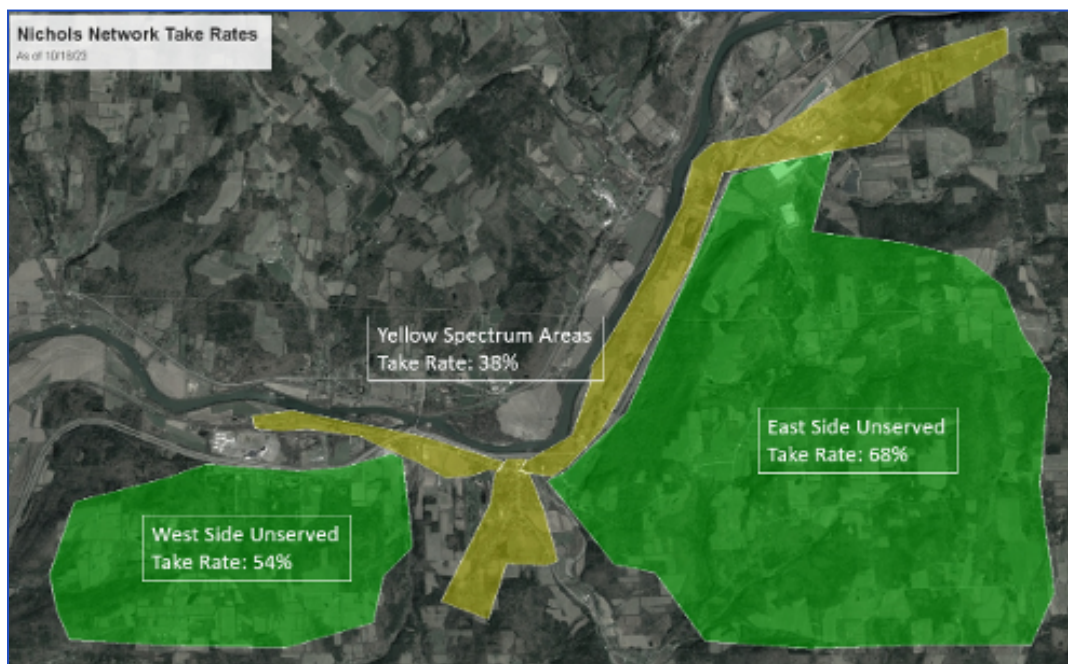 Nichols Network Take Rates
As of 10/18/23
Yellow Spectrum Areas
Take Rate: 38%
East Side Unserved
Take Rate: 68%
West Side Unserved
Take Rate: 54%